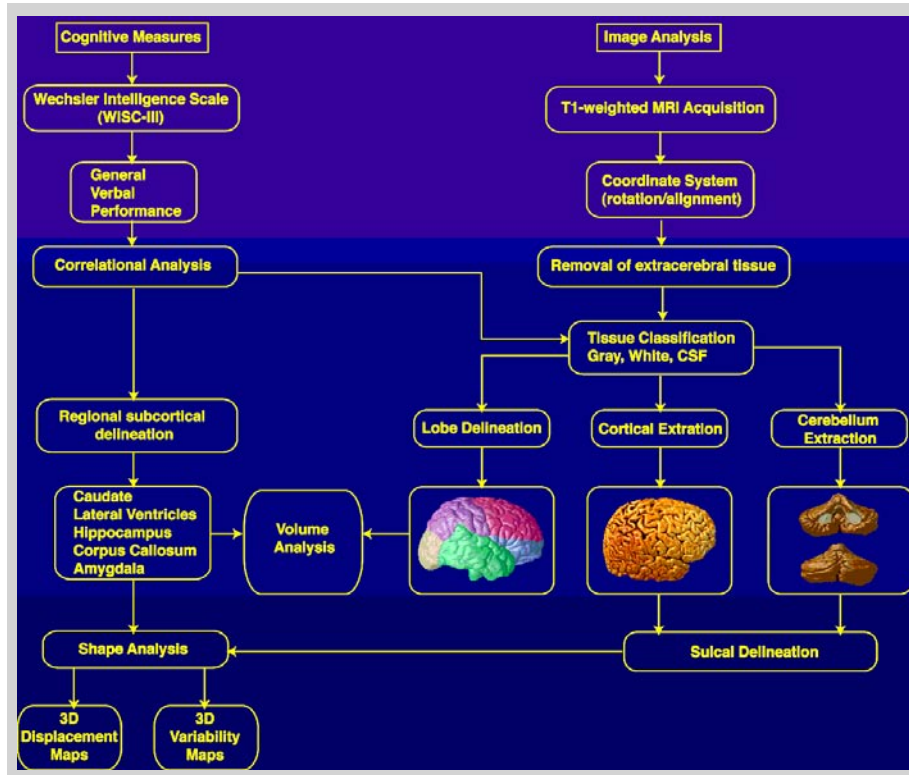 Cognitive Measures
Image Analysis
Wechsler Intelligence Scale
(WISC-III)
T1-weighted MRI Acquisition
General
Verbal
Performance
Coordinate System
(rotation/alignment)
Correlational Analysis
Removal of extracerebral tissue
Tissue Classification
Gray, White, CSF
Regional subcortical
delineation
Lobe Delineation
Cortical Extration
Cerebellum
Extraction
Caudate
Lateral Ventricles
Hippocampus
Corpus Callosum
Amygdala
Volume
Analysis
Shape Analysis
Sulcal Delineation
3D
Displacement
Maps
3D
Variability
Maps